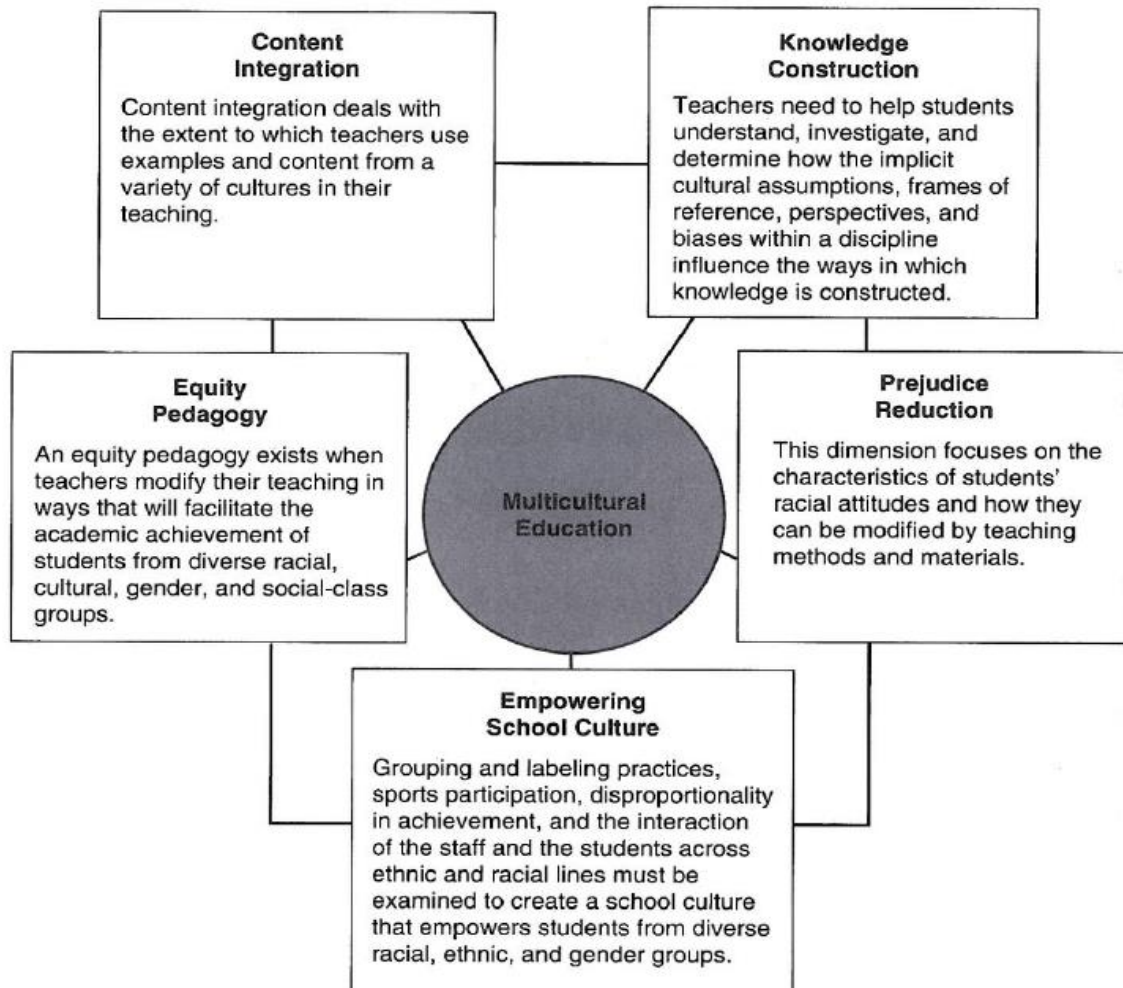 Content
Integration
Content integration deals with
the extent to which teachers use
examples and content from a
variety of cultures in their
teaching.
Knowledge
Construction
Teachers need to help students
understand, investigate, and
determine how the implicit
cultural assumptions, frames of
reference, perspectives, and
biases within a discipline
influence the ways in which
knowledge is constructed.
Equity
Pedagogy
An equity pedagogy exists when
teachers modify their teaching in
ways that will facilitate the
academic achievement of
students from diverse racial,
cultural, gender, and social-class
groups.
Multicultural
Education
Prejudice
Reduction
This dimension focuses on the
characteristics of students'
racial attitudes and how they
can be modified by teaching
methods and materials.
Empowering
School Culture
Grouping and labeling practices,
sports participation, disproportionality
in achievement, and the interaction
of the staff and the students across
ethnic and racial lines must be
examined to create a school culture
that empowers students from diverse
racial, ethnic, and gender groups.